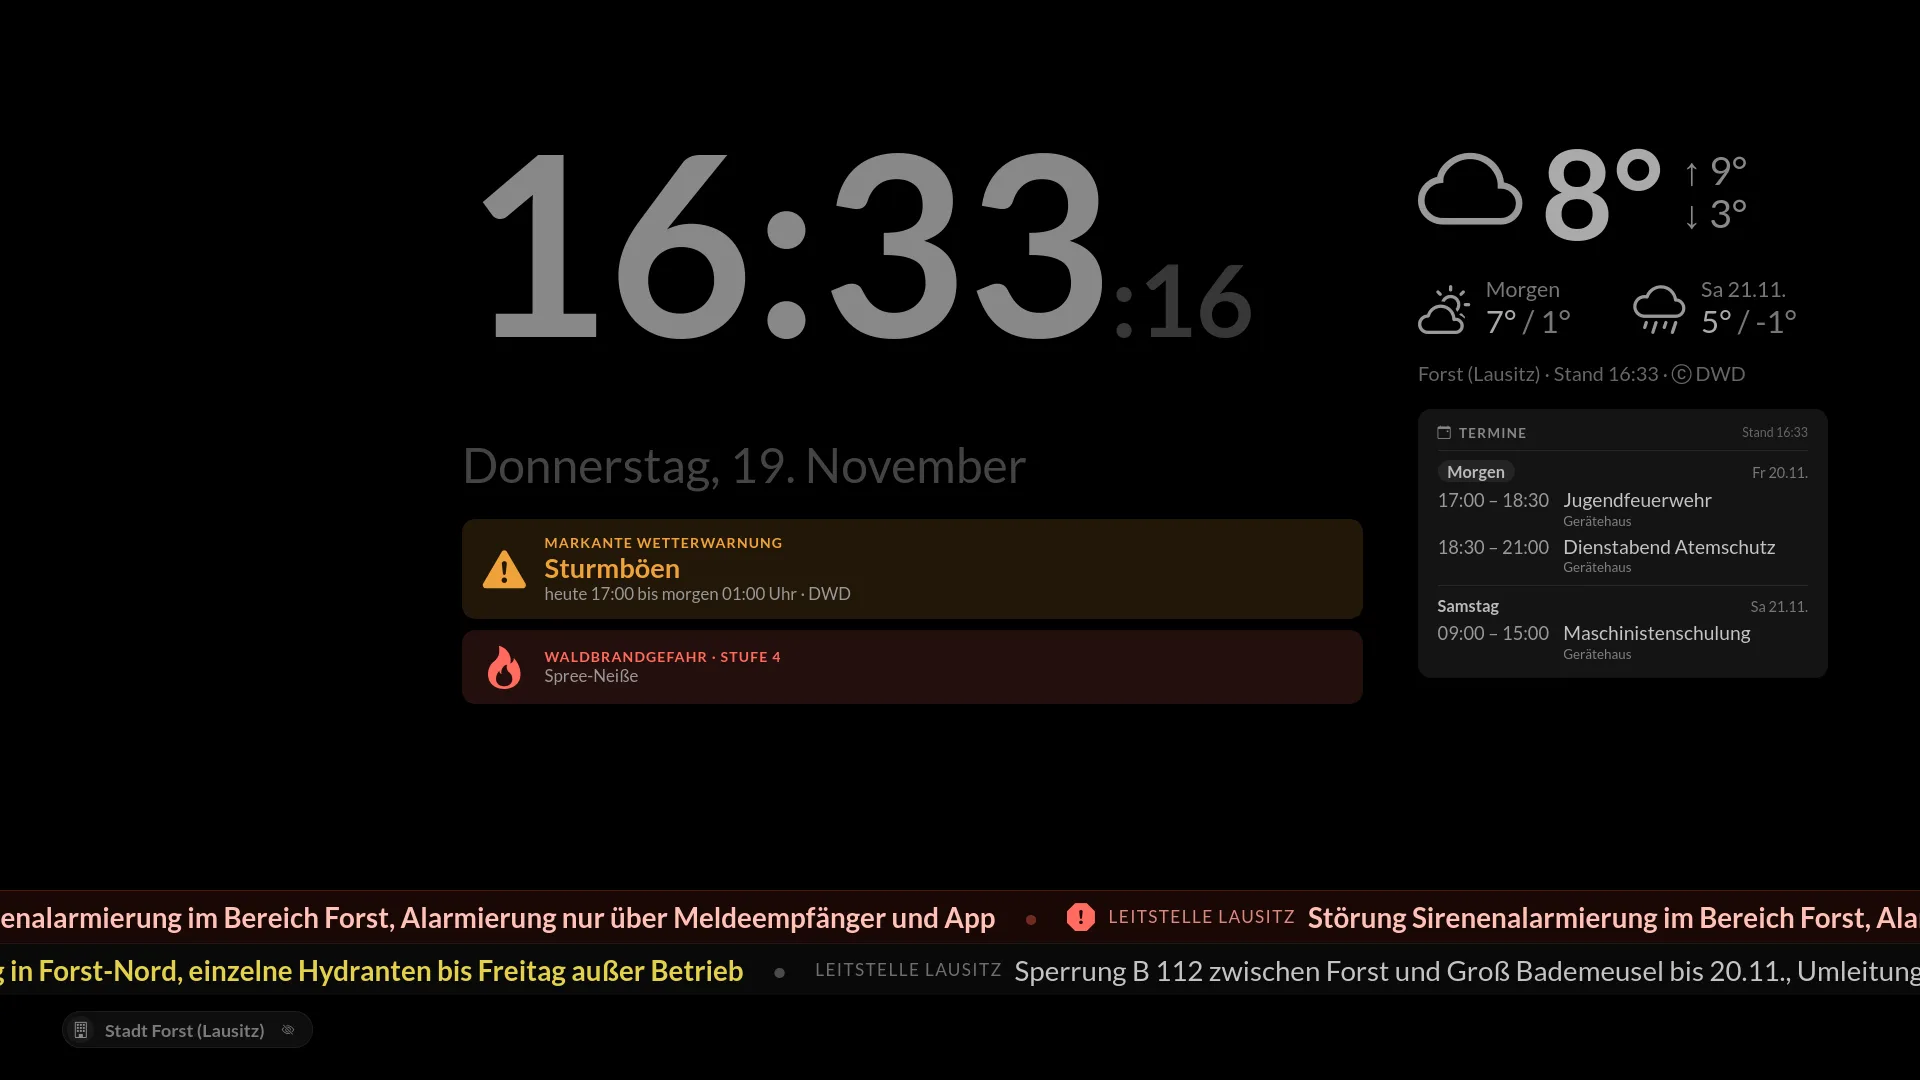 16:33:16
Donnerstag, 19. November
MARKANTE WETTERWARNUNG
Sturmböen
heute 17:00 bis morgen 01:00 Uhr · DWD
WALDBRANDGEFAHR · STUFE 4
Spree-Neiße
8° ↑ 9°
↓ 3°
Morgen
7° / 1°
Sa 21.11.
5° / -1°
Forst (Lausitz) · Stand 16:33 · © DWD
TERMINE Stand 16:33
Morgen Fr 20.11.
17:00 – 18:30 Jugendfeuerwehr
Gerätehaus
18:30 – 21:00 Dienstabend Atemschutz
Gerätehaus
Samstag Sa 21.11.
09:00 – 15:00 Maschinistenschulung
Gerätehaus
enalarmierung im Bereich Forst, Alarmierung nur über Meldeempfänger und App • LEITSTELLE LAUSITZ Störung Sirenenalarmierung im Bereich Forst, Ala
g in Forst-Nord, einzelne Hydranten bis Freitag außer Betrieb • LEITSTELLE LAUSITZ Sperrung B 112 zwischen Forst und Groß Bademeusel bis 20.11., Umleitung
Stadt Forst (Lausitz)